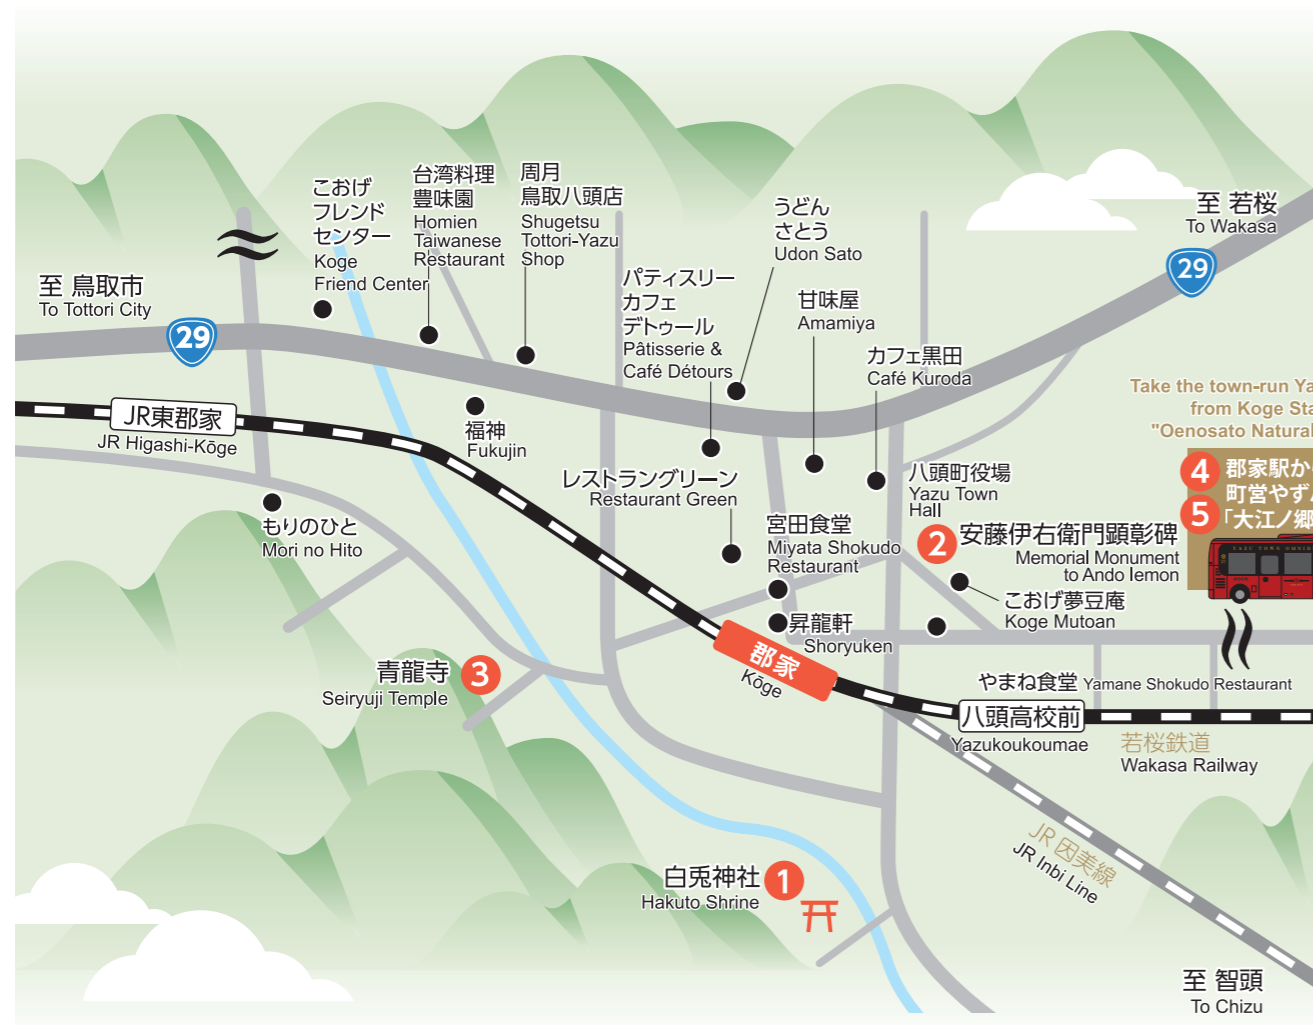 こおげ
フレンド
センター
Koge
Friend Center
台湾料理
豊味園
Homien
Taiwanese
Restaurant
周月
鳥取八頭店
Shugetsu
Tottori-Yazu
Shop
うどん
さとう
Udon Sato
至 若桜
To Wakasa
29
至 鳥取市
To Tottori City
29
パティスリー
カフェ
デトゥール
Pâtisserie &
Café Détours
甘味屋
Amamiya
カフェ黒田
Café Kuroda
JR東郡家
JR Higashi-Kōge
福神
Fukujin
レストラングリーン
Restaurant Green
八頭町役場
Yazu Town
Hall
Take the town-run Ya
from Koge Sta
"Oenosato Natural
4
5
郡家駅か
町営やず
「大江ノ郷
もりのひと
Mori no Hito
宮田食堂
Miyata Shokudo
Restaurant
2
安藤伊右衛門顕彰碑
Memorial Monument
to Ando Iemon
こおげ夢豆庵
Koge Mutoan
昇龍軒
Shoryuken
郡家
Kōge
青龍寺
3
Seiryuji Temple
やまね食堂 Yamane Shokudo Restaurant
八頭高校前
Yazukoukoumae
若桜鉄道
Wakasa Railway
JR 因美線
JR Inbi Line
白兎神社
1
Hakuto Shrine
至 智頭
To Chizu